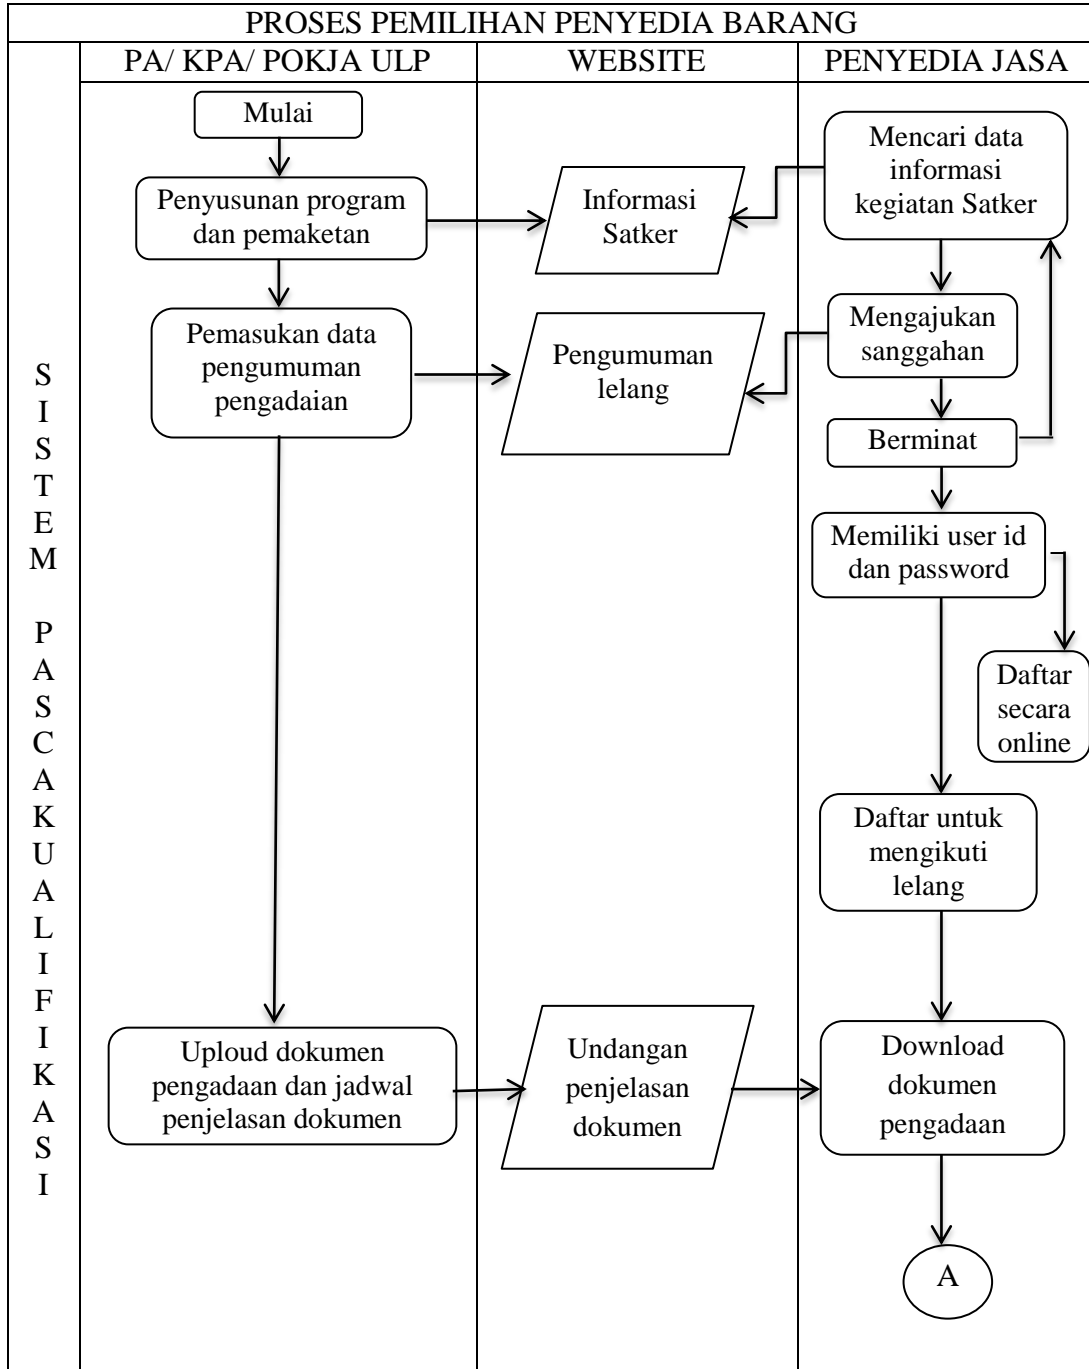 PROSES PEMILIHAN PENYEDIA BARANG
PA/ KPA/ POKJA ULP
WEBSITE
PENYEDIA JASA
S
I
S
T
E
M
P
A
S
C
A
K
U
A
L
I
F
I
K
A
S
I
Mulai
Penyusunan program
dan pemaketan
Informasi
Satker
Mencari data
informasi
kegiatan Satker
Pemasukan data
pengumuman
pengadaian
Pengumuman
lelang
Mengajukan
sanggahan
Berminat
Memiliki user id
dan password
Daftar
secara
online
Daftar untuk
mengikuti
lelang
Uploud dokumen
pengadaan dan jadwal
penjelasan dokumen
Undangan
penjelasan
dokumen
Download
dokumen
pengadaan
A